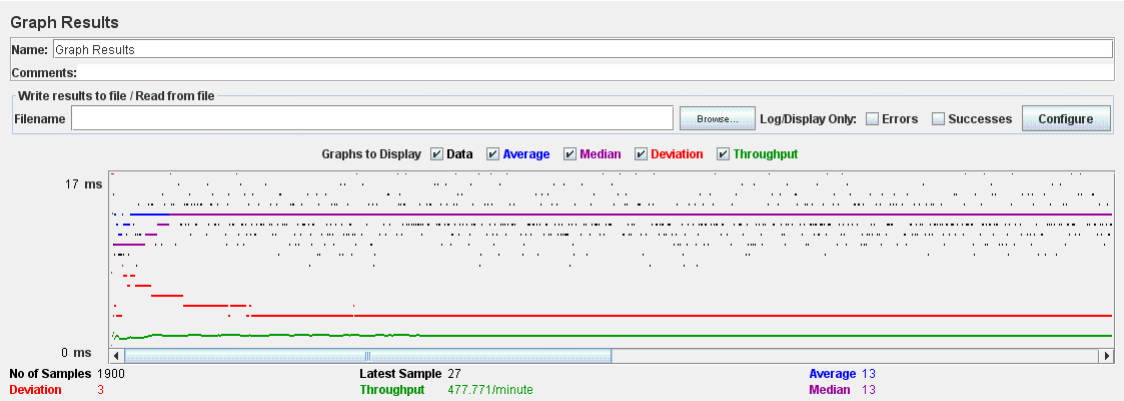 Graph Results
Name: Graph Results
Comments:
Write results to file / Read from file
Filename Browse... Log/Display Only: Errors Successes Configure
Graphs to Display Data Average Median Deviation Throughput
17 ms
0 ms
No of Samples 1900 Latest Sample 27 Average 13
Deviation 3 Throughput 477.771/minute Median 13